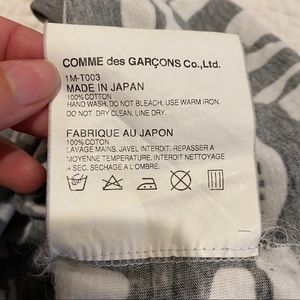 COMME des GARÇONS Co.,Ltd.
1M-T003
MADE IN JAPAN
100%COTTON
HAND WASH. DO NOT BLEACH. USE WARM IRON.
DO NOT DRY CLEAN. LINE DRY.
FABRIQUE AU JAPON
100%COTON
LAVAGE MAINS. JAVEL INTERDIT. REPASSER A
MOYENNE TEMPERATURE. INTERDIT NETTOYAGE
A SEC. SECHAGE A L'OMBRE.